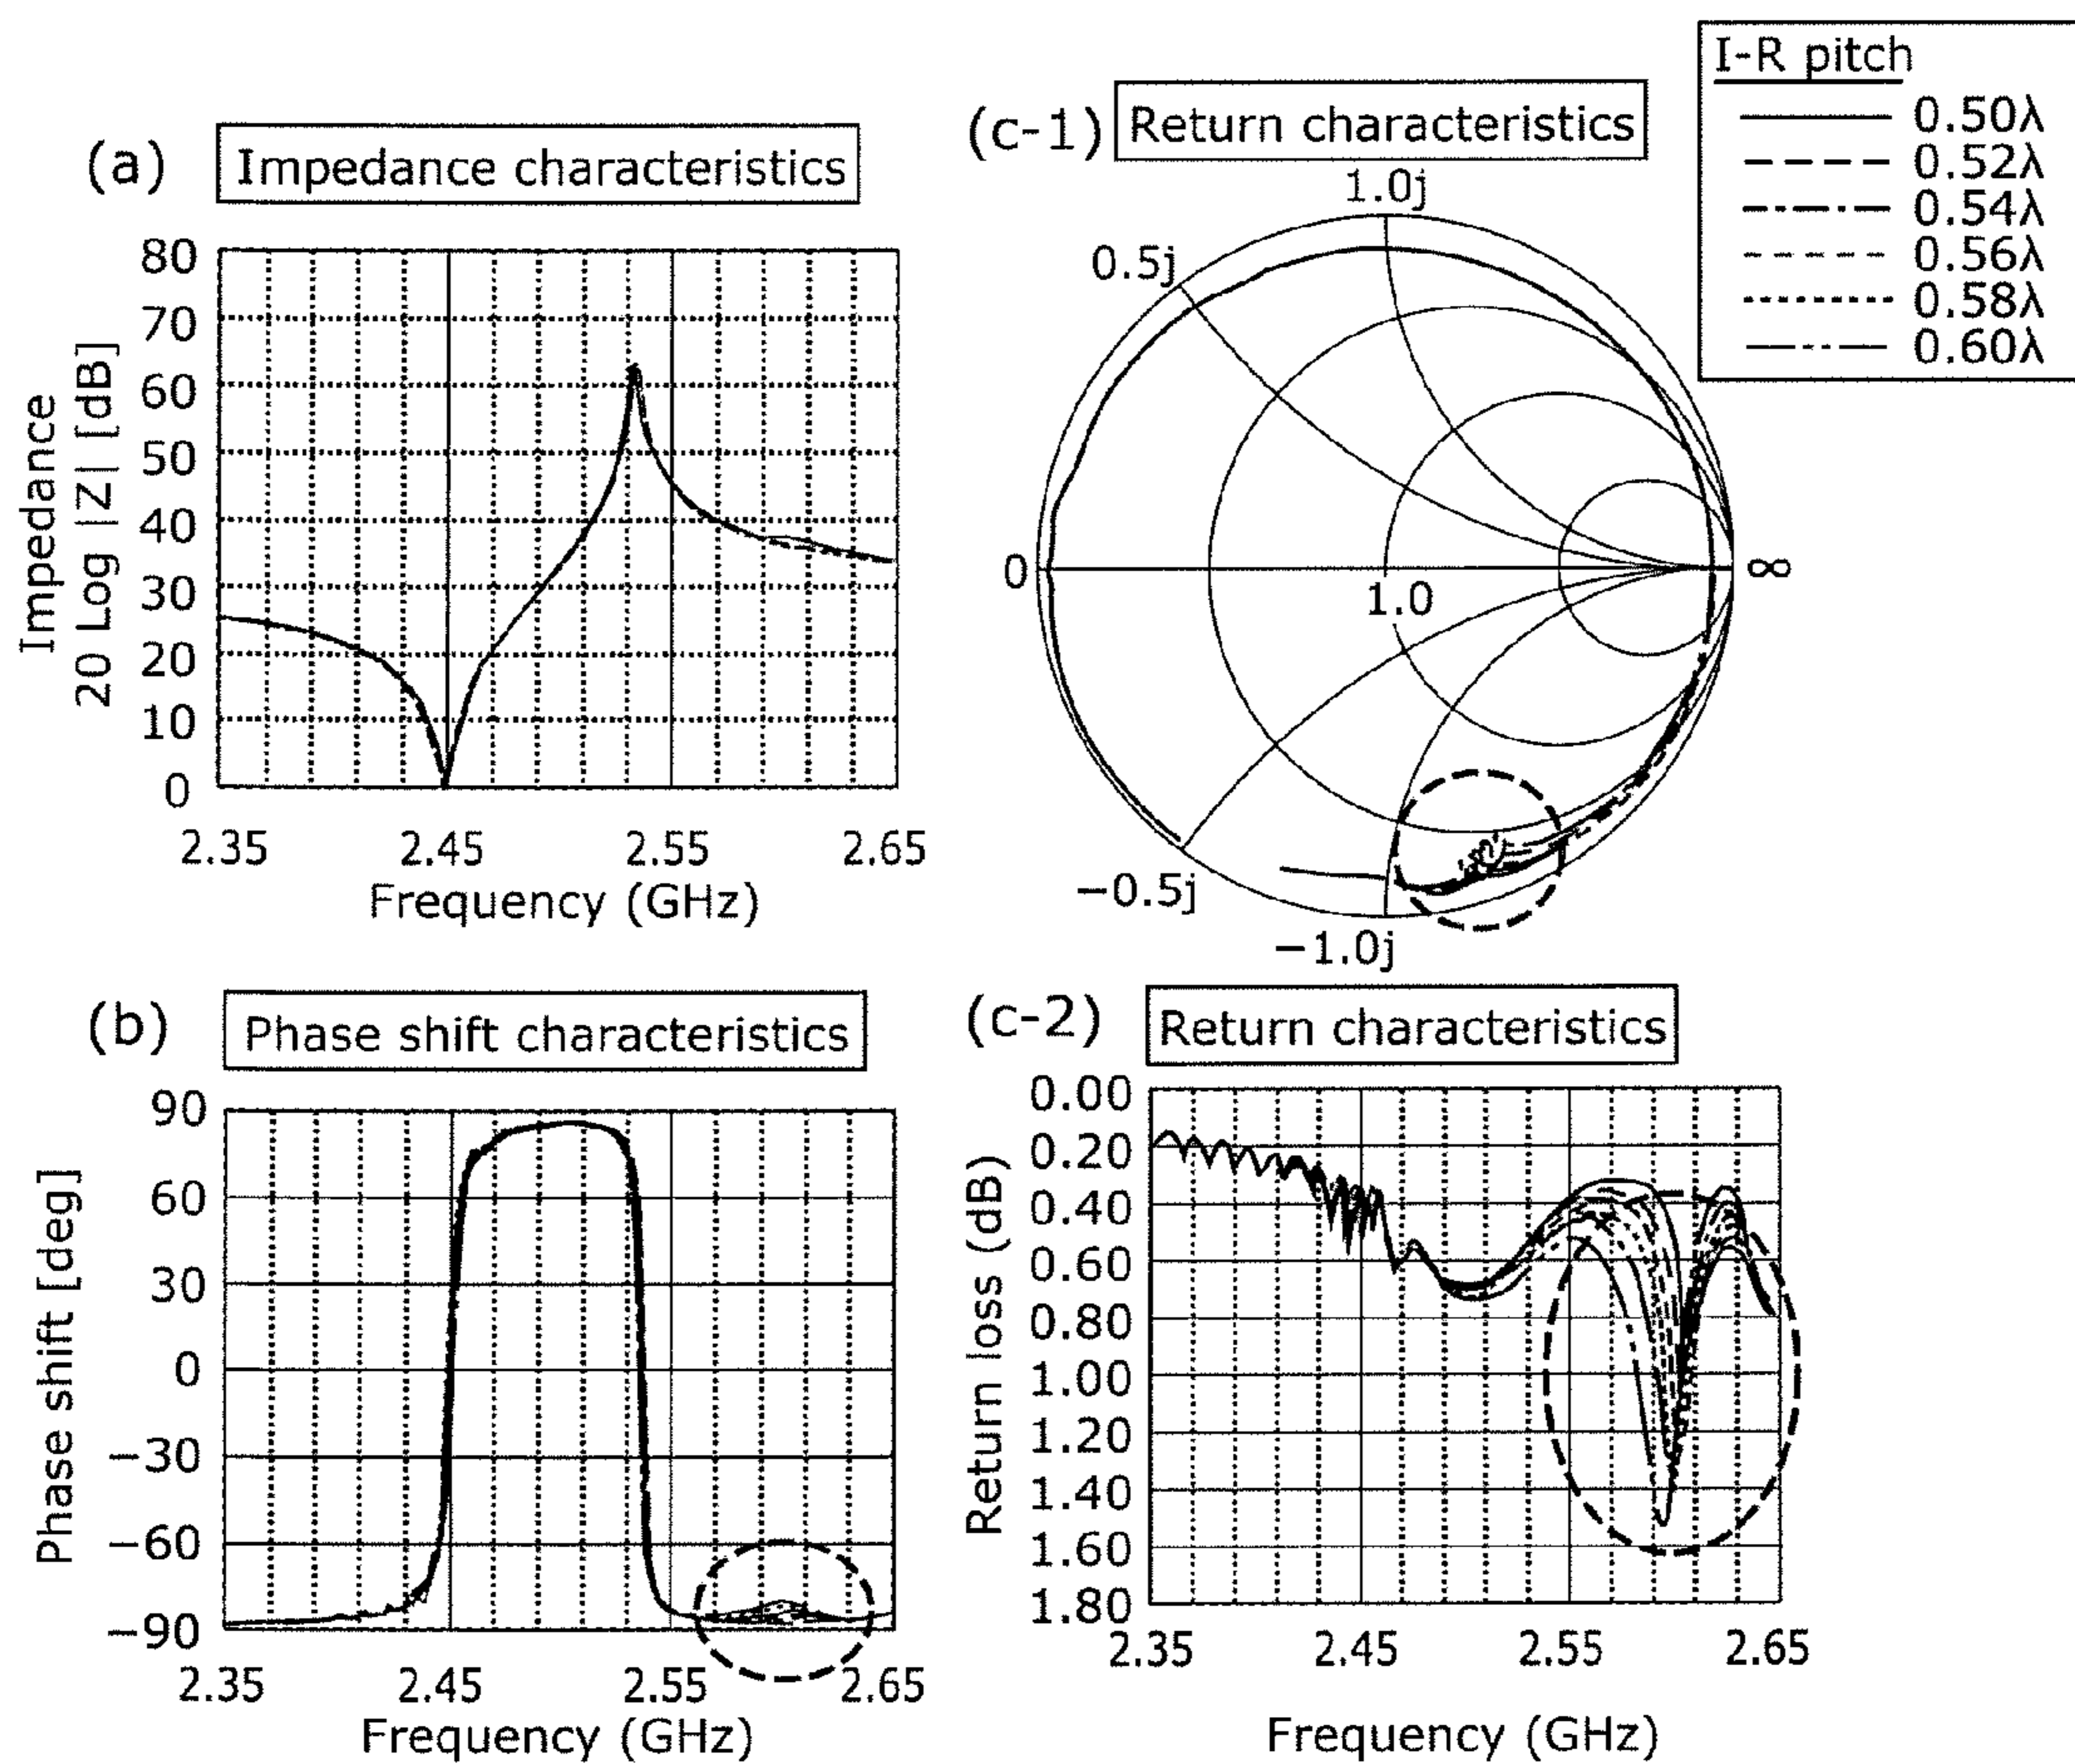 I-R pitch
0.50λ
0.52λ
0.54λ
0.56λ
0.58λ
0.60λ
(a)
Impedance characteristics
Impedance
20 Log |Z| [dB]
80
70
60
50
40
30
20
10
0
2.35
2.45
2.55
2.65
Frequency (GHz)
(c-1)
Return characteristics
1.0j
0.5j
0
1.0
∞
−0.5j
−1.0j
(b)
Phase shift characteristics
Phase shift [deg]
90
60
30
0
−30
−60
−90
2.35
2.45
2.55
2.65
Frequency (GHz)
(c-2)
Return characteristics
Return loss (dB)
0.00
0.20
0.40
0.60
0.80
1.00
1.20
1.40
1.60
1.80
2.35
2.45
2.55
2.65
Frequency (GHz)